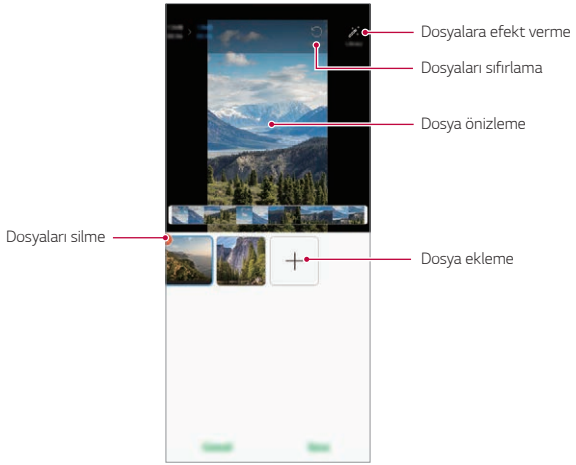 Dosyalara efekt verme
Dosyaları sıfırlama
Dosya önizleme
Dosyaları silme
Dosya ekleme